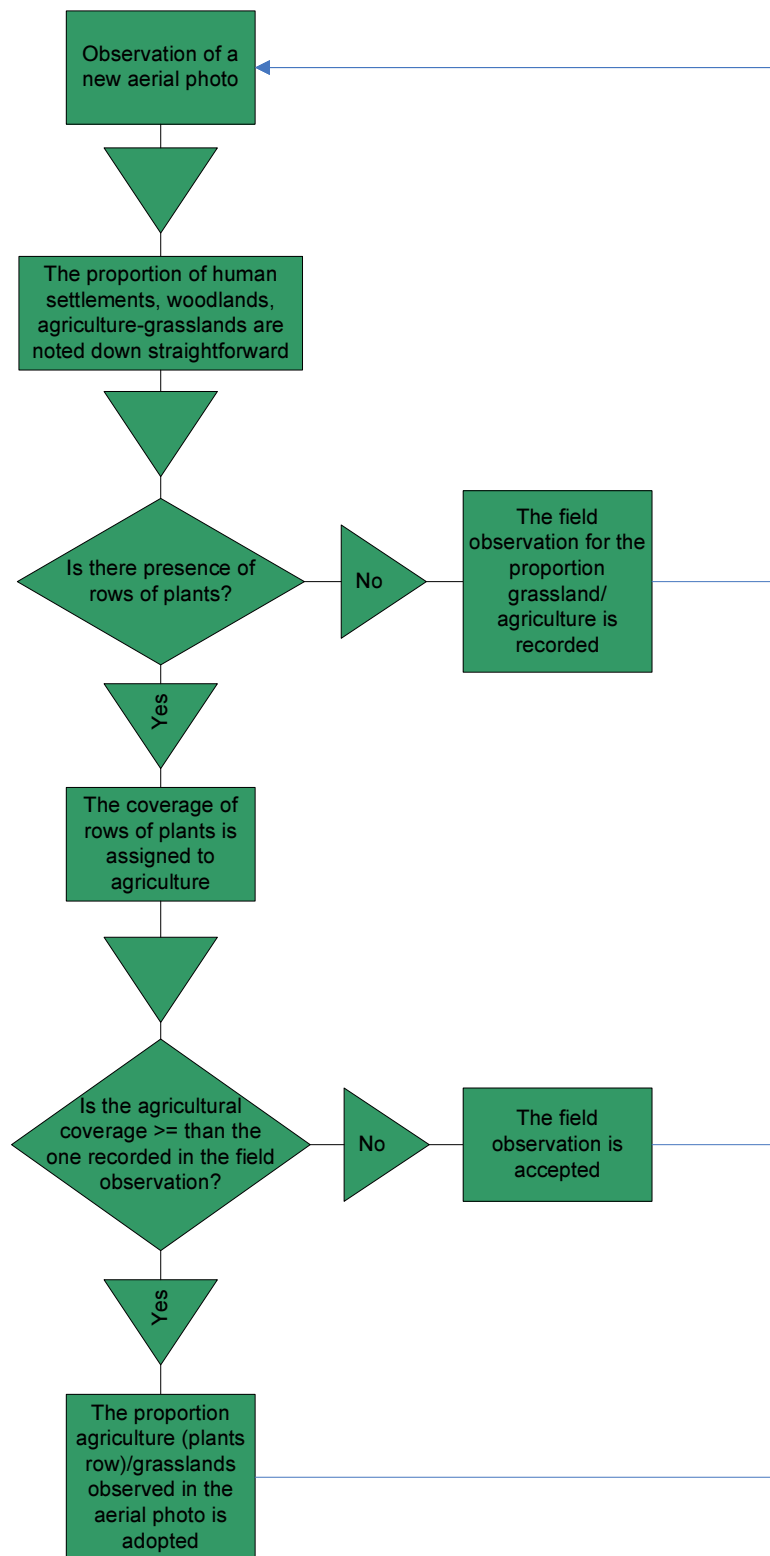 Observation of a
new aerial photo
The proportion of human
settlements, woodlands,
agriculture-grasslands are
noted down straightforward
Is there presence of
rows of plants?
No
The field
observation for the
proportion
grassland/
agriculture is
recorded
Yes
The coverage of
rows of plants is
assigned to
agriculture
Is the agricultural
coverage >= than the
one recorded in the field
observation?
No
The field
observation is
accepted
Yes
The proportion
agriculture (plants
row)/grasslands
observed in the
aerial photo is
adopted